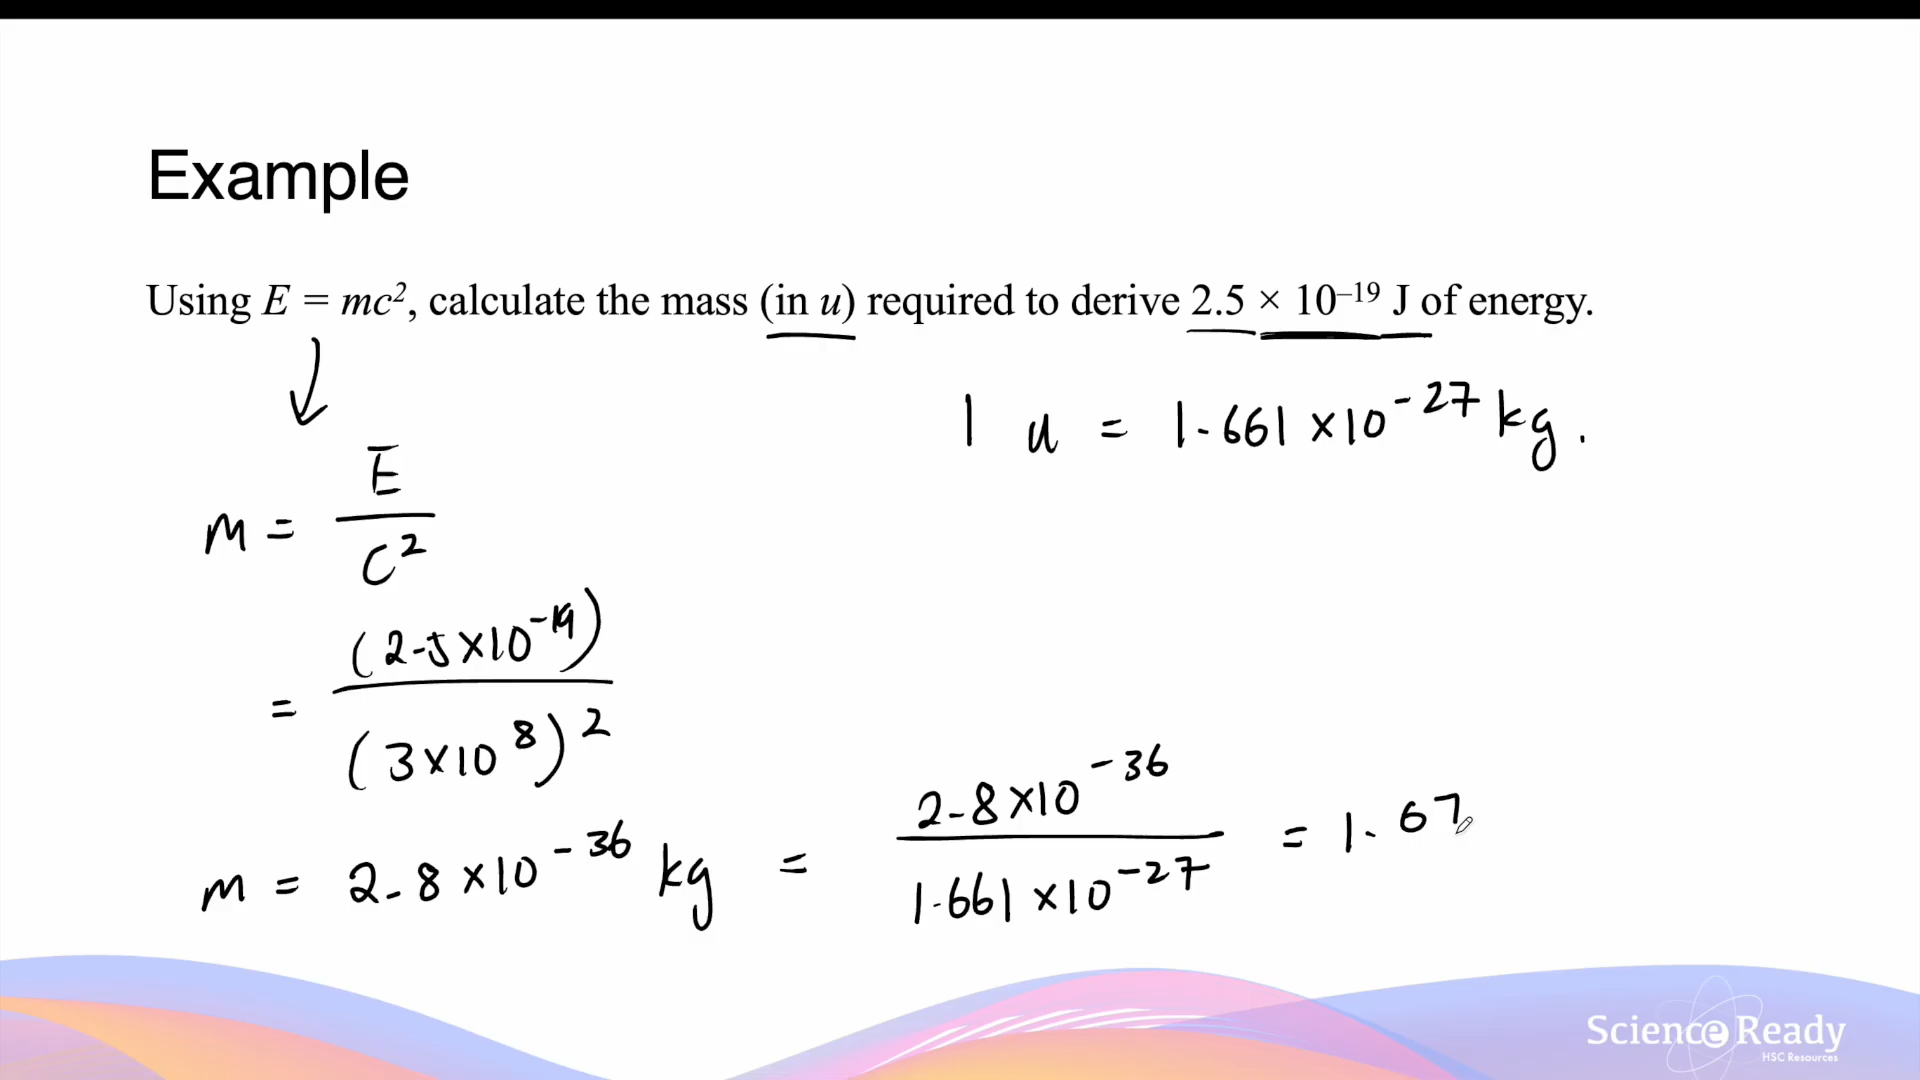 Example
Using E = mc², calculate the mass (in u) required to derive 2.5 × 10⁻¹⁹ J of energy.
1 u = 1.661 × 10⁻²⁷ kg.
m = E / c²
= (2.5 × 10⁻¹⁹) / (3 × 10⁸)²
m = 2.8 × 10⁻³⁶ kg = 2.8 × 10⁻³⁶ / 1.661 × 10⁻²⁷ = 1.67
Science Ready
HSC Resources